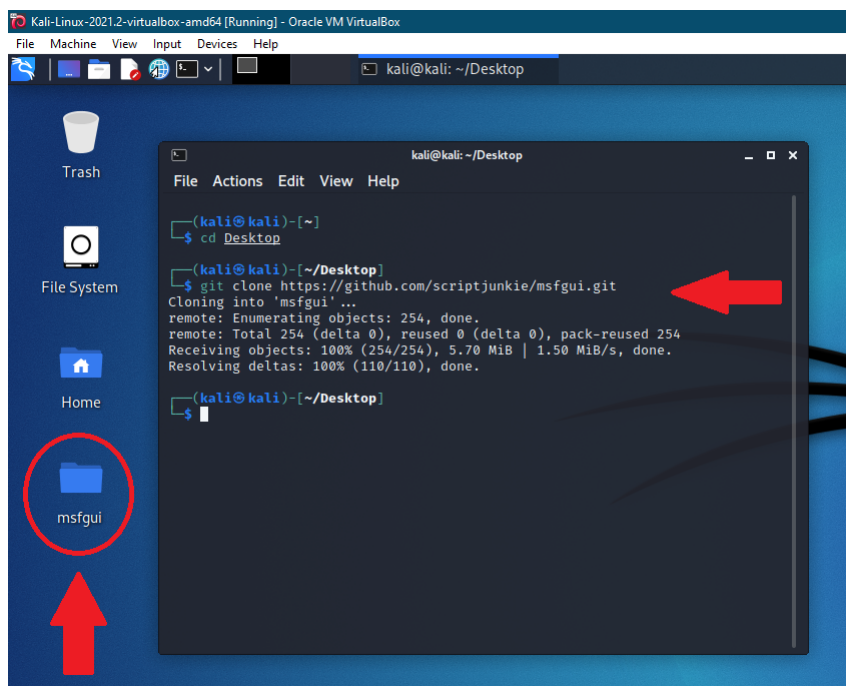 Kali-Linux-2021.2-virtualbox-amd64 [Running] - Oracle VM VirtualBox
File Machine View Input Devices Help
kali@kali: ~/Desktop
Trash
File System
Home
msfgui
kali@kali: ~/Desktop
File Actions Edit View Help
┌──(kali㉿kali)-[~]
└─$ cd Desktop
┌──(kali㉿kali)-[~/Desktop]
└─$ git clone https://github.com/scriptjunkie/msfgui.git
Cloning into 'msfgui'...
remote: Enumerating objects: 254, done.
remote: Total 254 (delta 0), reused 0 (delta 0), pack-reused 254
Receiving objects: 100% (254/254), 5.70 MiB | 1.50 MiB/s, done.
Resolving deltas: 100% (110/110), done.
┌──(kali㉿kali)-[~/Desktop]
└─$